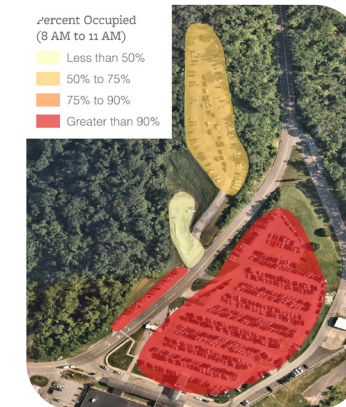 Percent Occupied
(8 AM to 11 AM)
Less than 50%
50% to 75%
75% to 90%
Greater than 90%